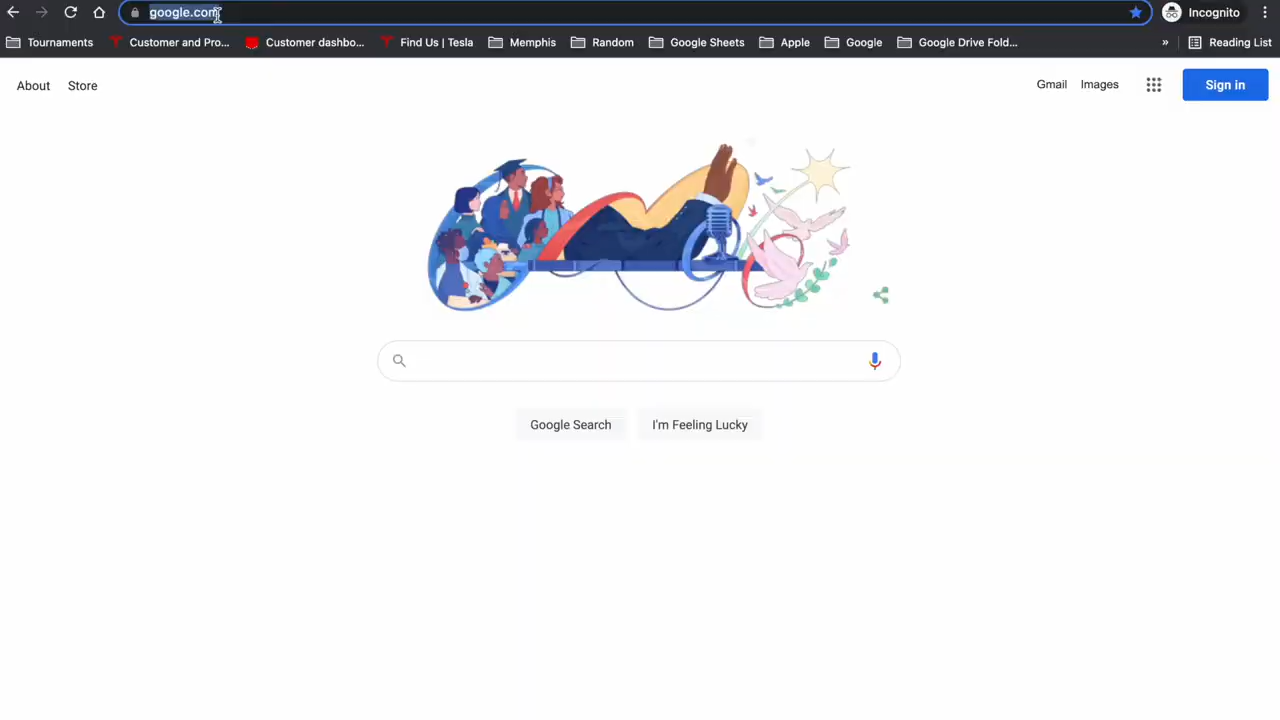 google.com
Incognito
Tournaments
Customer and Pro...
Customer dashbo...
Find Us | Tesla
Memphis
Random
Google Sheets
Apple
Google
Google Drive Fold...
»
Reading List
About
Store
Gmail
Images
Sign in
Google Search
I'm Feeling Lucky